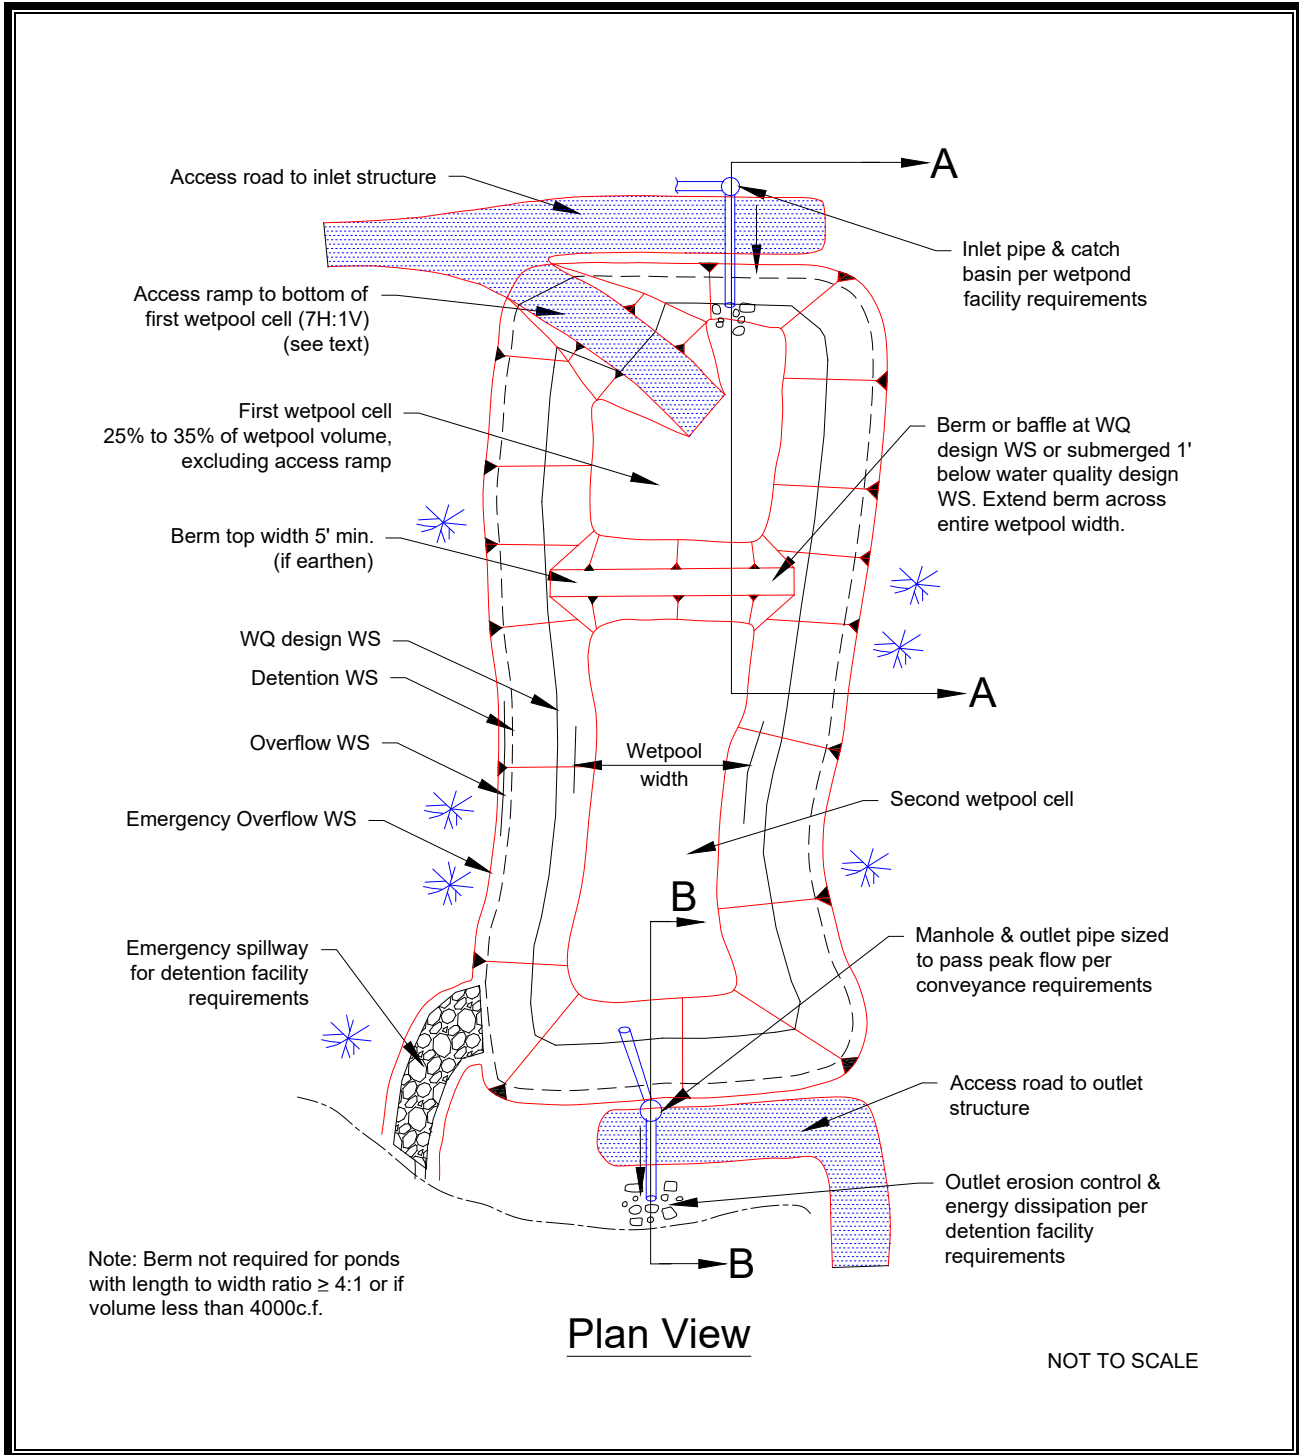 A
Access road to inlet structure
Inlet pipe & catch
basin per wetpond
facility requirements
Access ramp to bottom of
first wetpool cell (7H:1V)
(see text)
First wetpool cell
25% to 35% of wetpool volume,
excluding access ramp
Berm or baffle at WQ
design WS or submerged 1'
below water quality design
WS. Extend berm across
entire wetpool width.
Berm top width 5' min.
(if earthen)
WQ design WS
Detention WS
A
Overflow WS
Wetpool
width
Second wetpool cell
Emergency Overflow WS
B
Emergency spillway
for detention facility
requirements
Manhole & outlet pipe sized
to pass peak flow per
conveyance requirements
Access road to outlet
structure
Outlet erosion control &
energy dissipation per
detention facility
requirements
B
Note: Berm not required for ponds
with length to width ratio ≥ 4:1 or if
volume less than 4000c.f.
Plan View
NOT TO SCALE